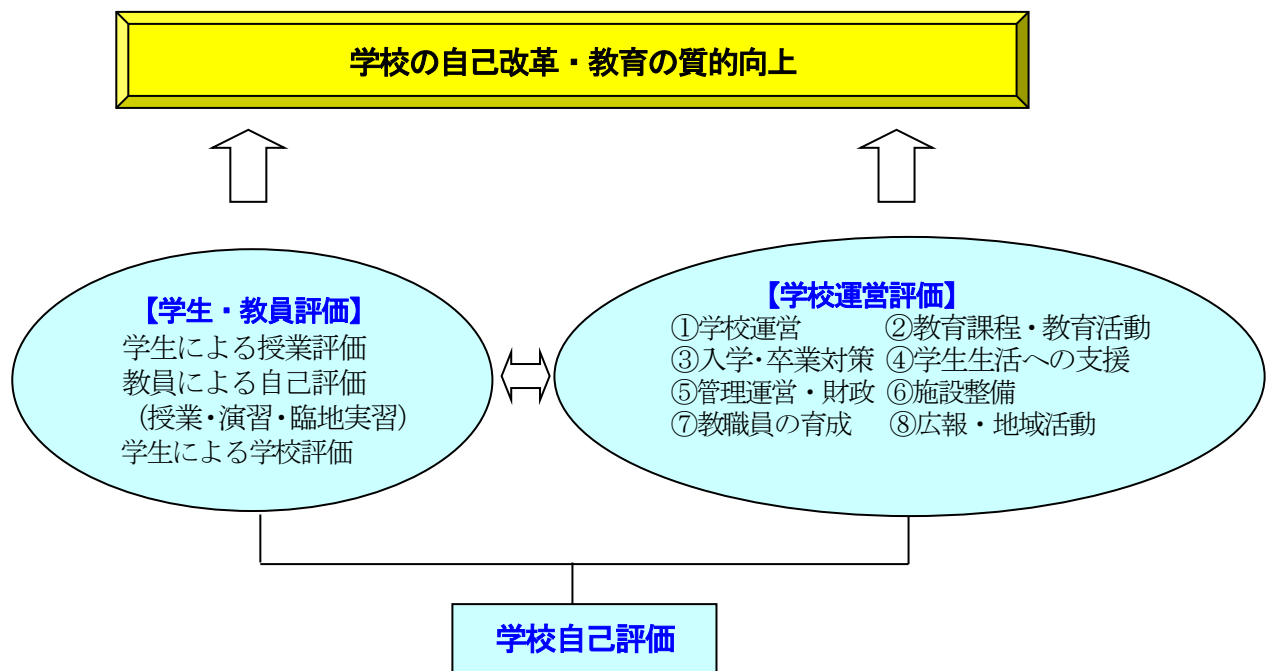 学校の自己改革・教育の質的向上
【学生・教員評価】
学生による授業評価
教員による自己評価
（授業・演習・臨地実習）
学生による学校評価
【学校運営評価】
①学校運営 ②教育課程・教育活動
③入学・卒業対策 ④学生生活への支援
⑤管理運営・財政 ⑥施設整備
⑦教職員の育成 ⑧広報・地域活動
学校自己評価